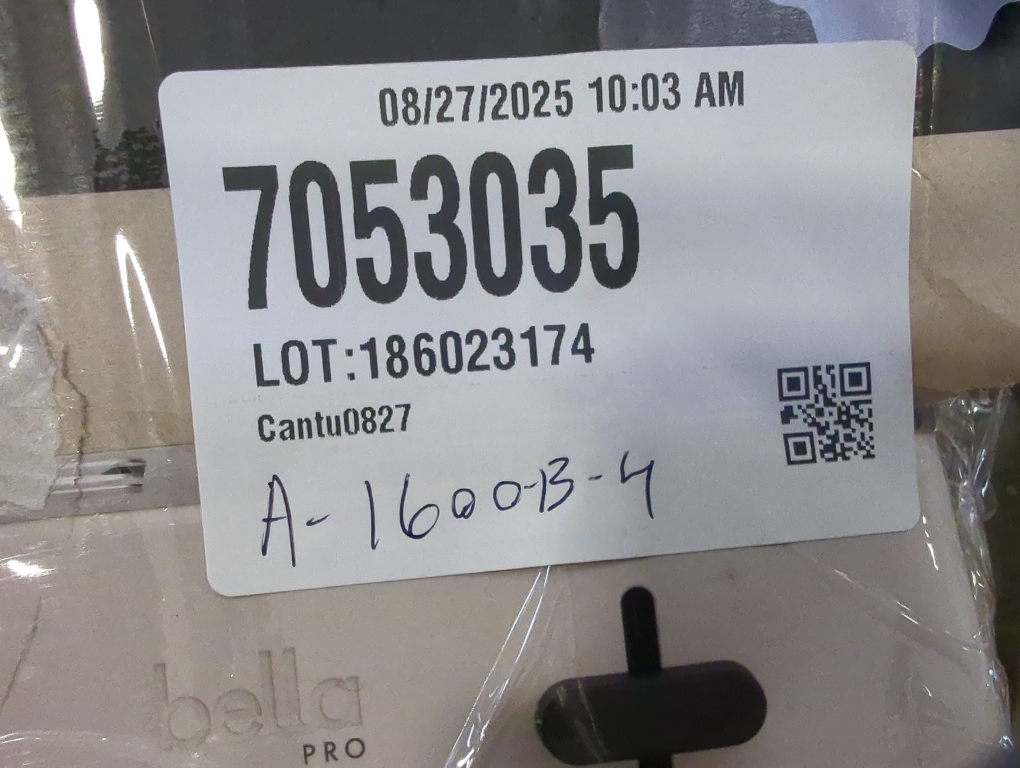 08/27/2025 10:03 AM
7053035
LOT:186023174
Cantu0827
A-1600-B-4
bella
PRO